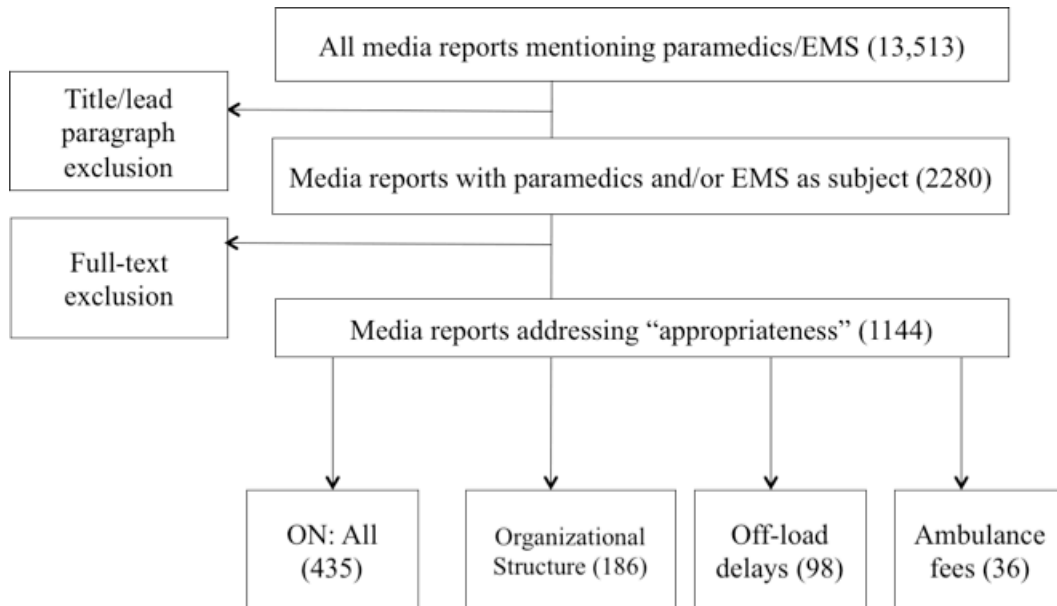 All media reports mentioning paramedics/EMS (13,513)
Title/lead
paragraph
exclusion
Media reports with paramedics and/or EMS as subject (2280)
Full-text
exclusion
Media reports addressing “appropriateness” (1144)
ON: All
(435)
Organizational
Structure (186)
Off-load
delays (98)
Ambulance
fees (36)